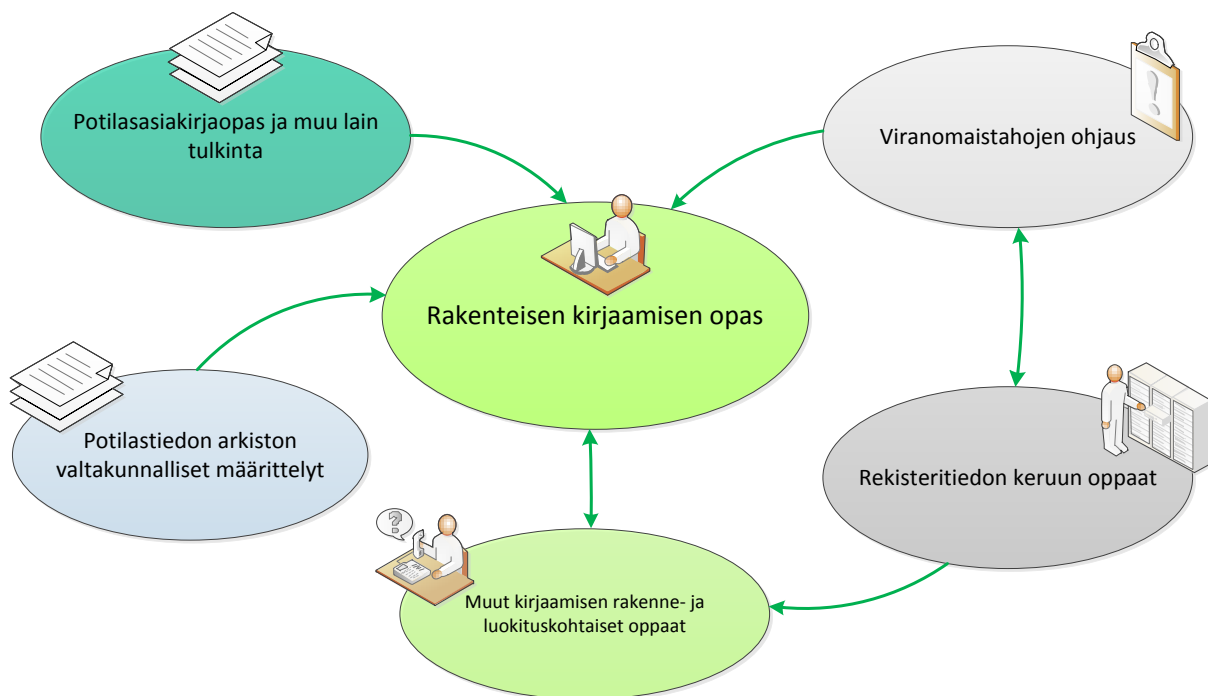 Potilasasiakirjaopas ja muu lain
tulkinta
Viranomaistahojen ohjaus
Rakenteisen kirjaamisen opas
Potilastiedon arkiston
valtakunnalliset määrittelyt
Rekisteritiedon keruun oppaat
Muut kirjaamisen rakenne- ja
luokituskohtaiset oppaat